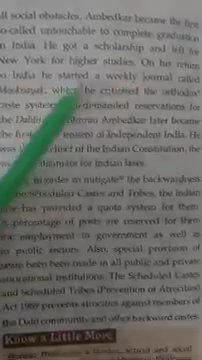 all social obstacles, Ambedkar became the first
so-called untouchable to complete graduation
in India. He got a scholarship and left for
New York for higher studies. On his return
to India he started a weekly journal called
Mooknayak, which he criticised the orthodox
caste system demanded reservations for
the Dalits. Bhimrao Ambedkar later became
the first of Independent India. He
was of the Indian Constitution, the
for Indian laws.
in order to mitigate the backwardness
Scheduled Castes and Tribes, the Indian
has provided a quota system for them.
percentage of posts are reserved for them
employment to government as well as
public sectors. Also, special provision of
been made in all public and private
institutions. The Scheduled Castes
and Scheduled Tribes (Prevention of Atrocities)
Act 1989 prevents atrocities against members of
the Dalit community and other backward castes.
Know a Little More